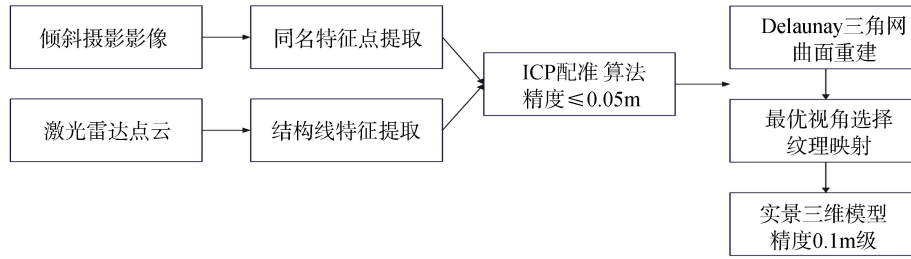 倾斜摄影影像
同名特征点提取
激光雷达点云
结构线特征提取
ICP配准 算法
精度≤0.05m
Delaunay三角网
曲面重建
最优视角选择
纹理映射
实景三维模型
精度0.1m级